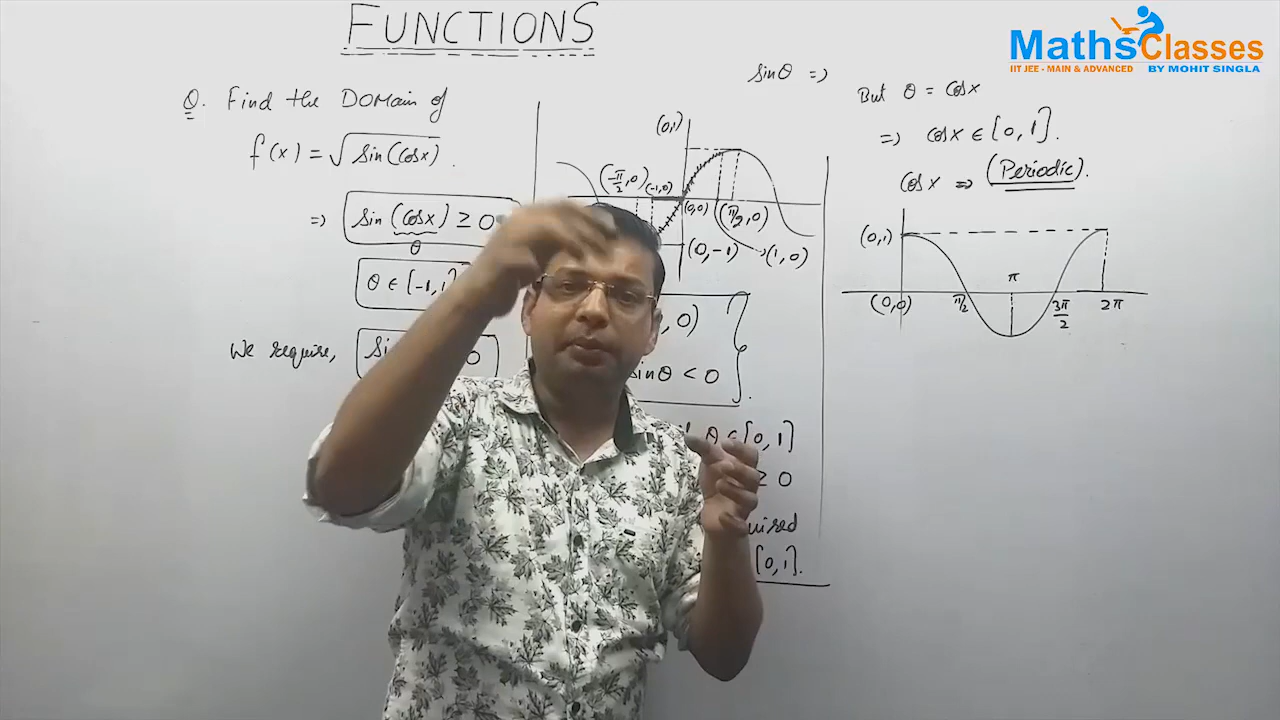 FUNCTIONS
MathsClasses
IIT JEE - MAIN & ADVANCED BY MOHIT SINGLA
Q. Find the Domain of
f(x) = √sin(cosx).
⇒ sin(cosx) ≥ 0
θ
θ ∈ [-1, 1
We require,
0
sinθ ⇒
(0,1)
(-π/2, 0) (-1,0)
(0,0) (π/2, 0)
(0,-1) (1, 0)
, 0)
sinθ < 0
θ ∈ [0, 1]
≥ 0
[0, 1].
But θ = cosx
⇒ cosx ∈ [0, 1].
cosx ⇒ (Periodic).
(0,1)
π
(0,0) π/2 3π/2 2π